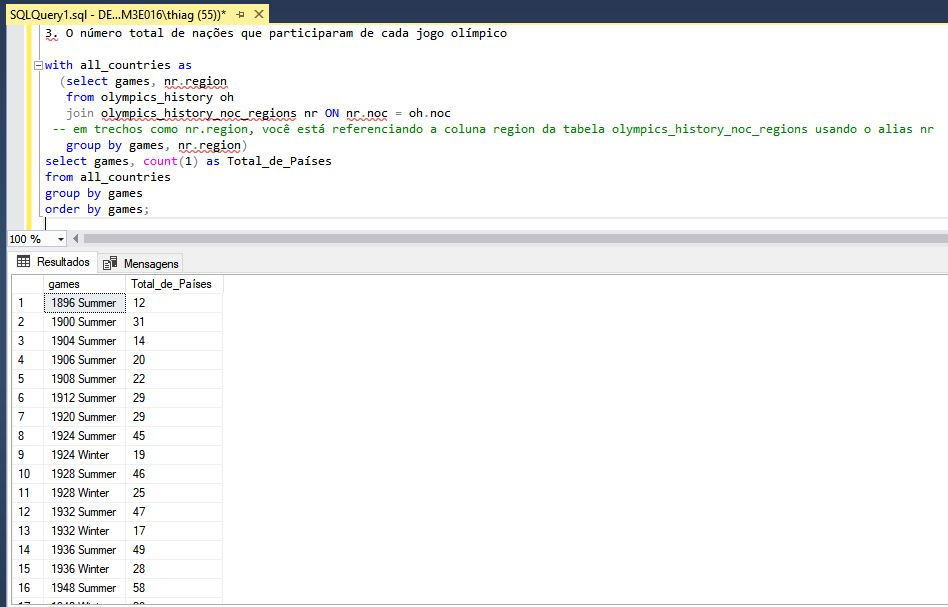 SQLQuery1.sql - DE...M3E016\thiag (55))*
3. O número total de nações que participaram de cada jogo olímpico
with all_countries as
(select games, nr.region
from olympics_history oh
join olympics_history_noc_regions nr ON nr.noc = oh.noc
-- em trechos como nr.region, você está referenciando a coluna region da tabela olympics_history_noc_regions usando o alias nr
group by games, nr.region)
select games, count(1) as Total_de_Países
from all_countries
group by games
order by games;
100 %
Resultados Mensagens
games Total_de_Países
1 1896 Summer 12
2 1900 Summer 31
3 1904 Summer 14
4 1906 Summer 20
5 1908 Summer 22
6 1912 Summer 29
7 1920 Summer 29
8 1924 Summer 45
9 1924 Winter 19
10 1928 Summer 46
11 1928 Winter 25
12 1932 Summer 47
13 1932 Winter 17
14 1936 Summer 49
15 1936 Winter 28
16 1948 Summer 58